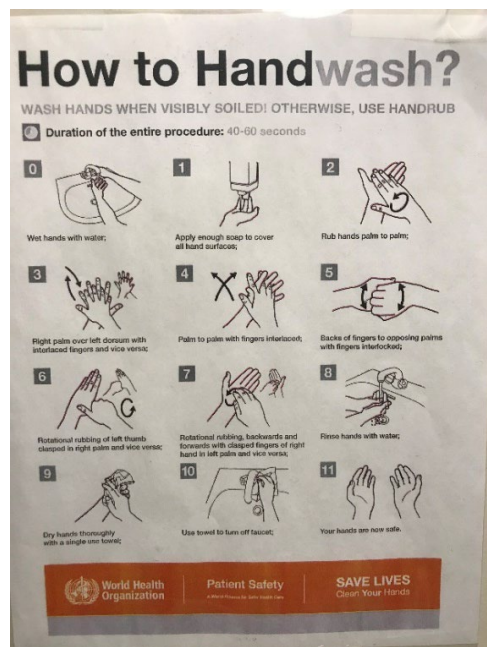 How to Handwash?
WASH HANDS WHEN VISIBLY SOILED! OTHERWISE, USE HANDRUB
Duration of the entire procedure: 40-60 seconds
0
Wet hands with water;
1
Apply enough soap to cover
all hand surfaces;
2
Rub hands palm to palm;
3
Right palm over left dorsum with
interlaced fingers and vice versa;
4
Palm to palm with fingers interlaced;
5
Backs of fingers to opposing palms
with fingers interlocked;
6
Rotational rubbing of left thumb
clasped in right palm and vice versa;
7
Rotational rubbing, backwards and
forwards with clasped fingers of right
hand in left palm and vice versa;
8
Rinse hands with water;
9
Dry hands thoroughly
with a single use towel;
10
Use towel to turn off faucet;
11
Your hands are now safe.
World Health
Organization
Patient Safety
A World Alliance for Safer Health Care
SAVE LIVES
Clean Your Hands